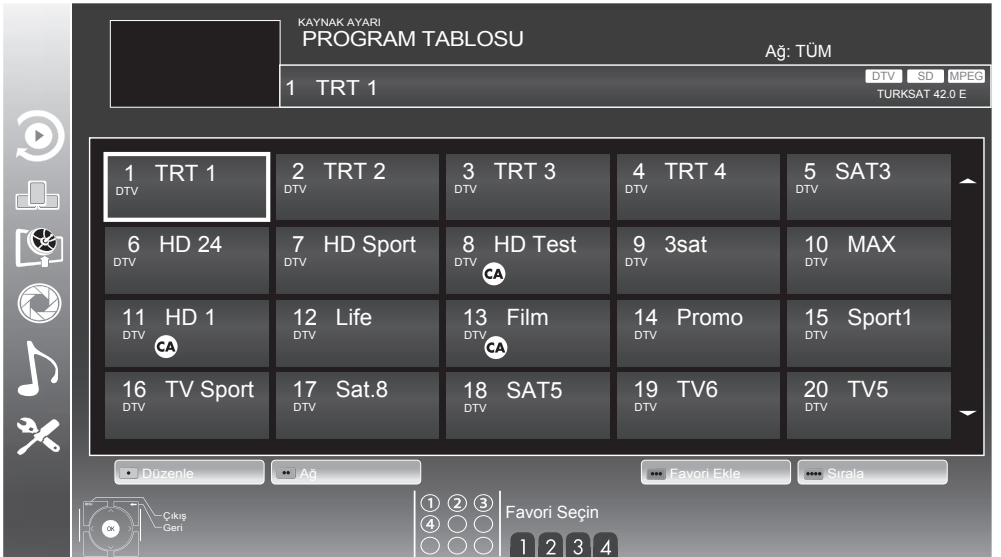 KAYNAK AYARI
PROGRAM TABLOSU
Ağ: TÜM
1 TRT 1
DTV SD MPEG
TURKSAT 42.0 E
1 TRT 1
DTV
2 TRT 2
DTV
3 TRT 3
DTV
4 TRT 4
DTV
5 SAT3
DTV
6 HD 24
DTV
7 HD Sport
DTV
8 HD Test
DTV
CA
9 3sat
DTV
10 MAX
DTV
11 HD 1
DTV
CA
12 Life
DTV
13 Film
DTV
CA
14 Promo
DTV
15 Sport1
DTV
16 TV Sport
DTV
17 Sat.8
DTV
18 SAT5
DTV
19 TV6
DTV
20 TV5
DTV
Düzenle
Ağ
Favori Ekle
Sırala
OK
Çıkış
Geri
1 2 3
4
Favori Seçin
1 2 3 4